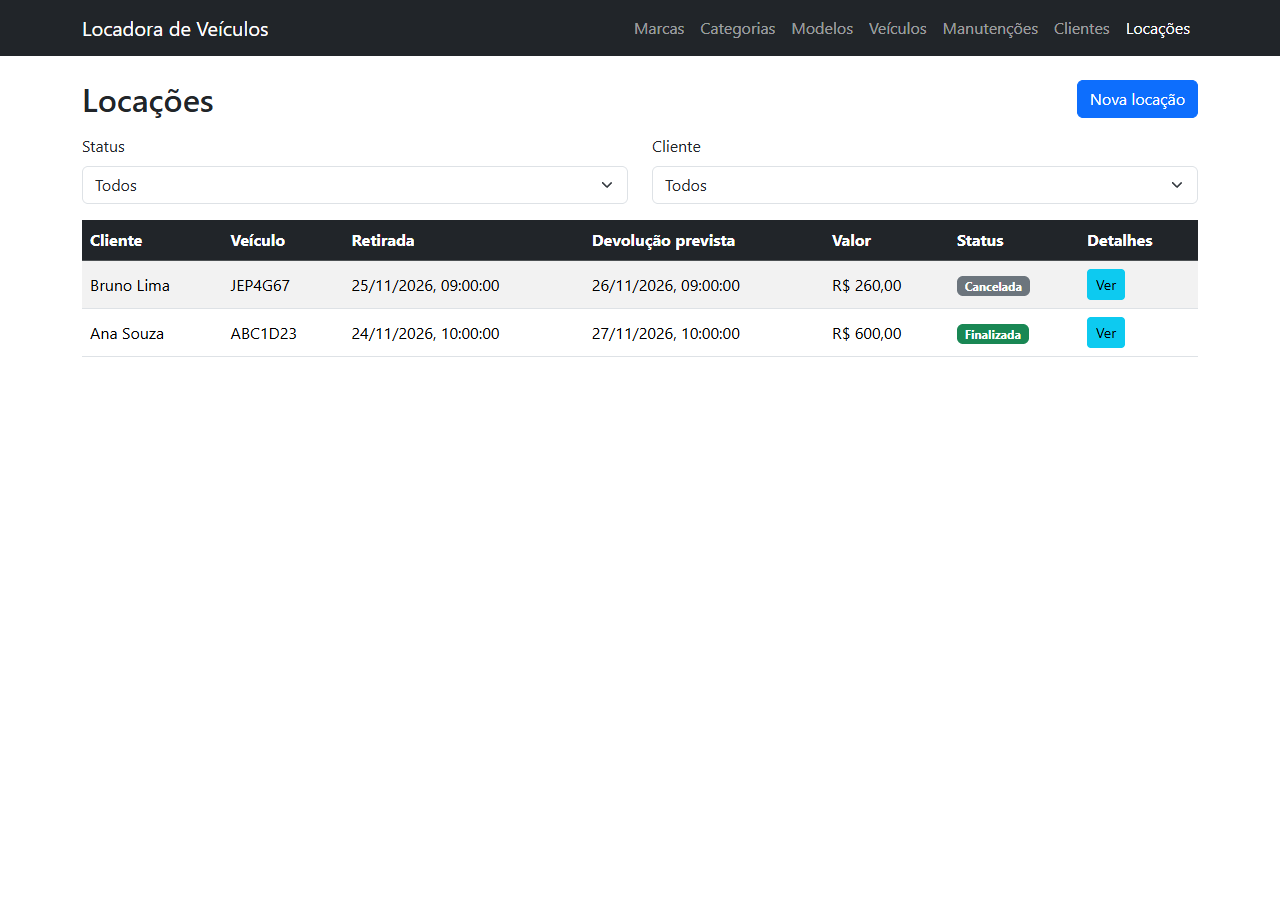 Locadora de Veículos Marcas Categorias Modelos Veículos Manutenções Clientes Locações
Locações Nova locação
Status Cliente
Todos Todos
Cliente Veículo Retirada Devolução prevista Valor Status Detalhes
Bruno Lima JEP4G67 25/11/2026, 09:00:00 26/11/2026, 09:00:00 R$ 260,00 Cancelada Ver
Ana Souza ABC1D23 24/11/2026, 10:00:00 27/11/2026, 10:00:00 R$ 600,00 Finalizada Ver